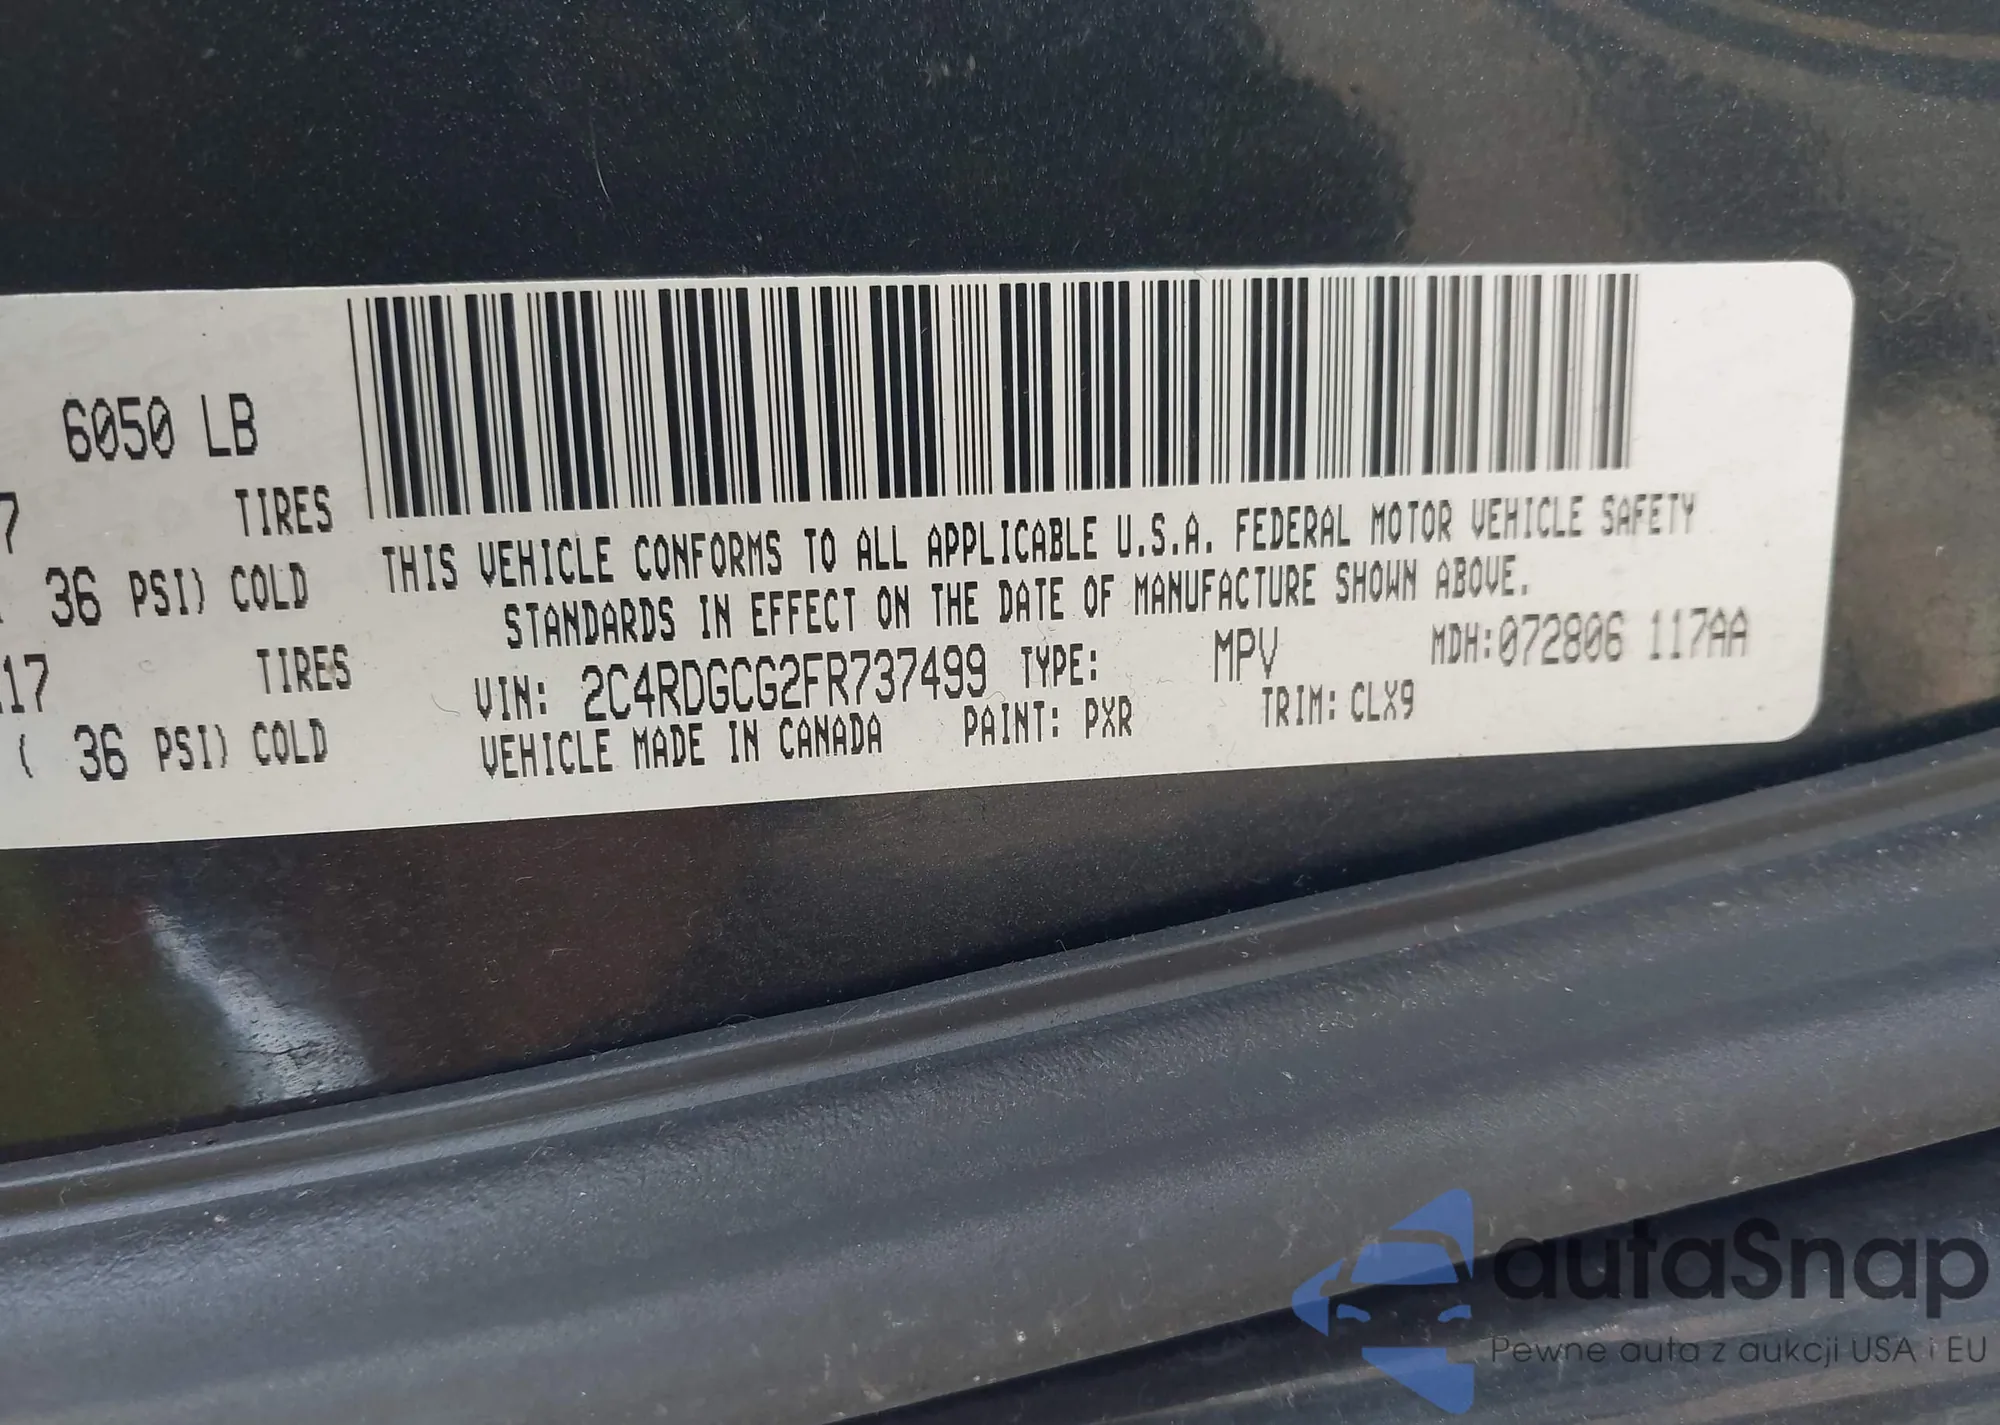 6050 LB
7 TIRES
36 PSI) COLD
THIS VEHICLE CONFORMS TO ALL APPLICABLE U.S.A. FEDERAL MOTOR VEHICLE SAFETY
STANDARDS IN EFFECT ON THE DATE OF MANUFACTURE SHOWN ABOVE.
17 TIRES
VIN: 2C4RDGCG2FR737499 TYPE: MPV MDH:072806 117AA
( 36 PSI) COLD
VEHICLE MADE IN CANADA PAINT: PXR TRIM: CLX9
autaSnap
Pewne auta z aukcji USA i EU